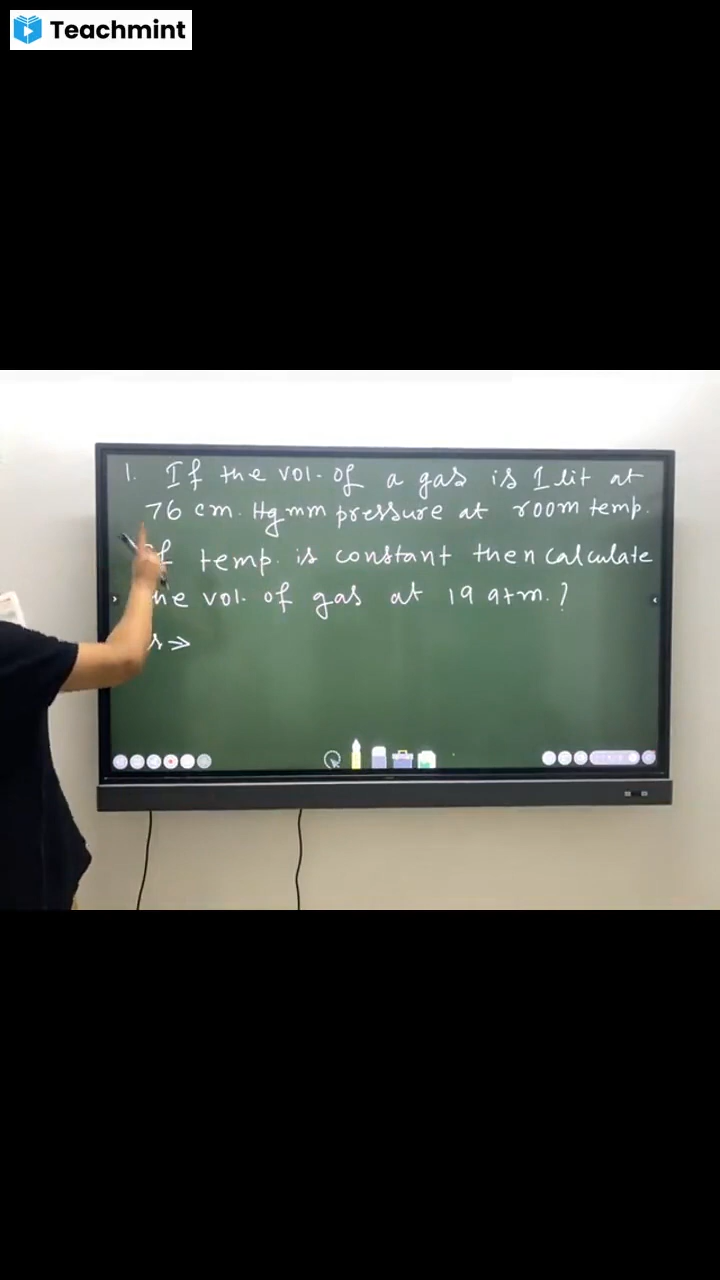 Teachmint
1. If the vol. of a gas is 1 lit at
76 cm. Hg mm pressure at room temp.
If temp. is constant then calculate
the vol. of gas at 19 atm. ?